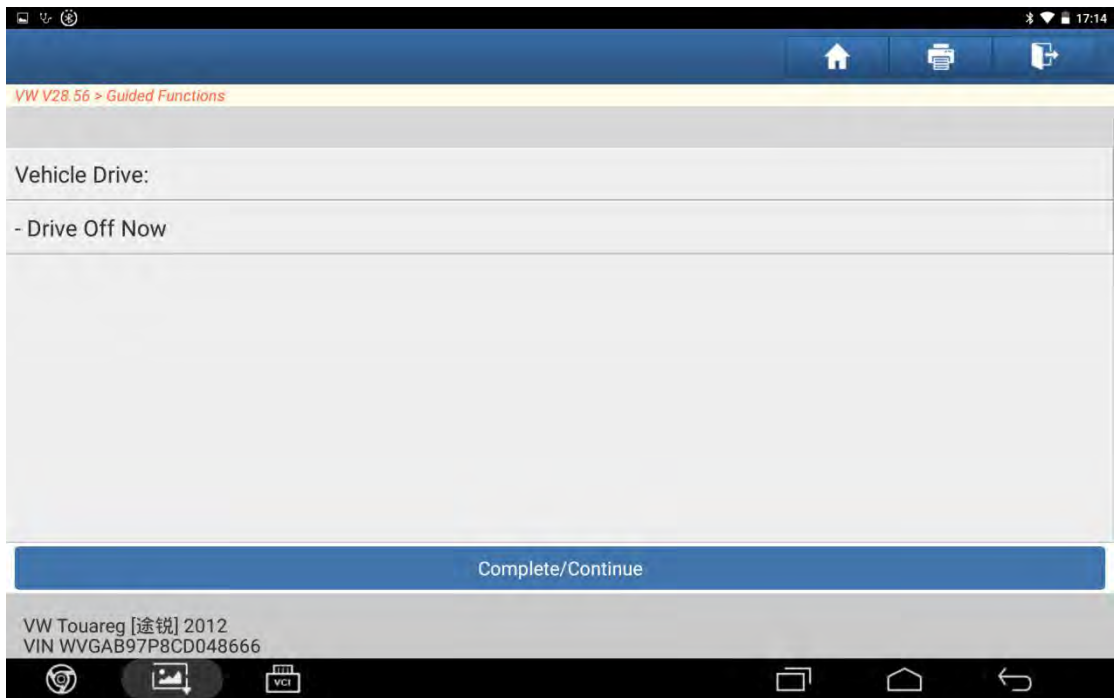 17:14
VW V28.56 > Guided Functions
Vehicle Drive:
- Drive Off Now
Complete/Continue
VW Touareg [途锐] 2012
VIN WVGAB97P8CD048666
VCI